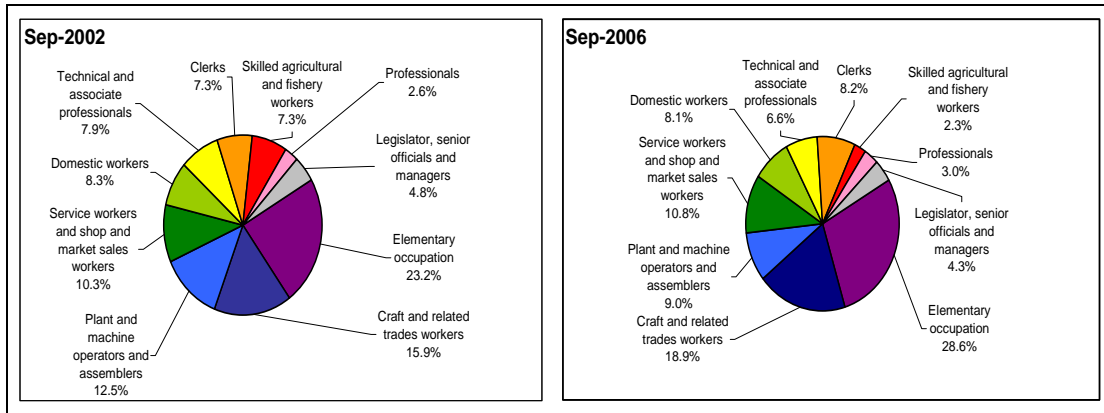 Sep-2002
Clerks
7.3%
Skilled agricultural
and fishery
workers
7.3%
Professionals
2.6%
Legislator, senior
officials and
managers
4.8%
Elementary
occupation
23.2%
Craft and related
trades workers
15.9%
Plant and
machine
operators and
assemblers
12.5%
Service workers
and shop and
market sales
workers
10.3%
Domestic workers
8.3%
Technical and
associate
professionals
7.9%
Sep-2006
Clerks
8.2%
Skilled agricultural
and fishery
workers
2.3%
Professionals
3.0%
Legislator, senior
officials and
managers
4.3%
Elementary
occupation
28.6%
Craft and related
trades workers
18.9%
Plant and machine
operators and
assemblers
9.0%
Service workers
and shop and
market sales
workers
10.8%
Domestic workers
8.1%
Technical and
associate
professionals
6.6%